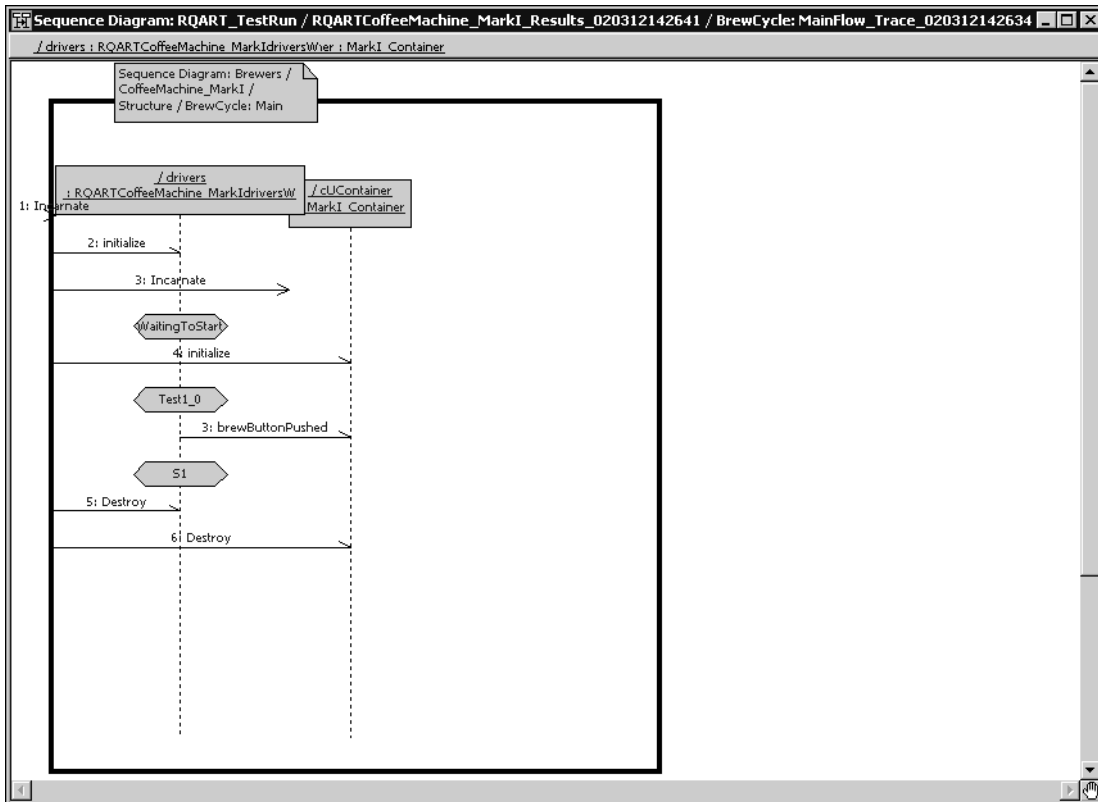 Sequence Diagram: RQART_TestRun / RQARTCoffeeMachine_MarkI_Results_020312142641 / BrewCycle: MainFlow_Trace_020312142634
/ drivers : RQARTCoffeeMachine_MarkIdriversWher : MarkI_Container
Sequence Diagram: Brewers /
CoffeeMachine_MarkI /
Structure / BrewCycle: Main
/ drivers
: RQARTCoffeeMachine_MarkIdriversW
/ cUContainer
MarkI_Container
1: Incarnate
2: initialize
3: Incarnate
WaitingToStart
4: initialize
Test1_0
3: brewButtonPushed
S1
5: Destroy
6: Destroy